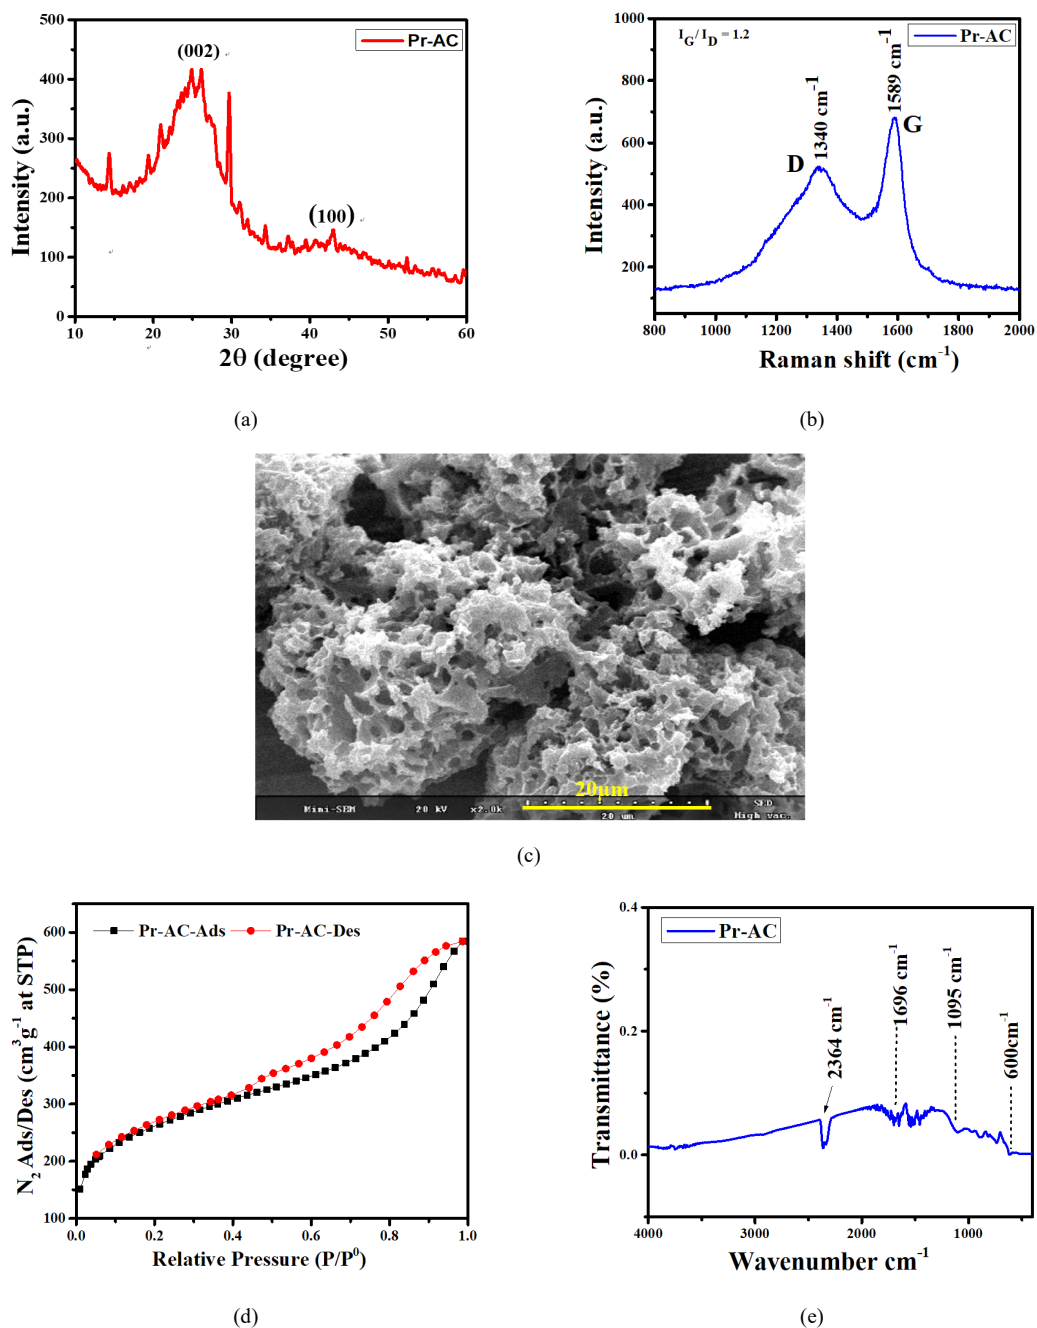 500
400
300
200
100
0
10
20
30
40
50
60
Intensity (a.u.)
2θ (degree)
Pr-AC
(002)
(100)
(a)
1000
800
600
400
200
800
1000
1200
1400
1600
1800
2000
Intensity (a.u.)
Raman shift (cm⁻¹)
I_G/ I_D = 1.2
Pr-AC
D
1340 cm⁻¹
1589 cm⁻¹
G
(b)
20μm
Mini-SEM 20 kV x2.0k 20 um SED
High vac.
(c)
600
500
400
300
200
100
0.0
0.2
0.4
0.6
0.8
1.0
N₂ Ads/Des (cm³g⁻¹ at STP)
Relative Pressure (P/P⁰)
Pr-AC-Ads
Pr-AC-Des
(d)
0.4
0.2
0.0
4000
3000
2000
1000
Transmittance (%)
Wavenumber cm⁻¹
Pr-AC
2364 cm⁻¹
1696 cm⁻¹
1095 cm⁻¹
600cm⁻¹
(e)